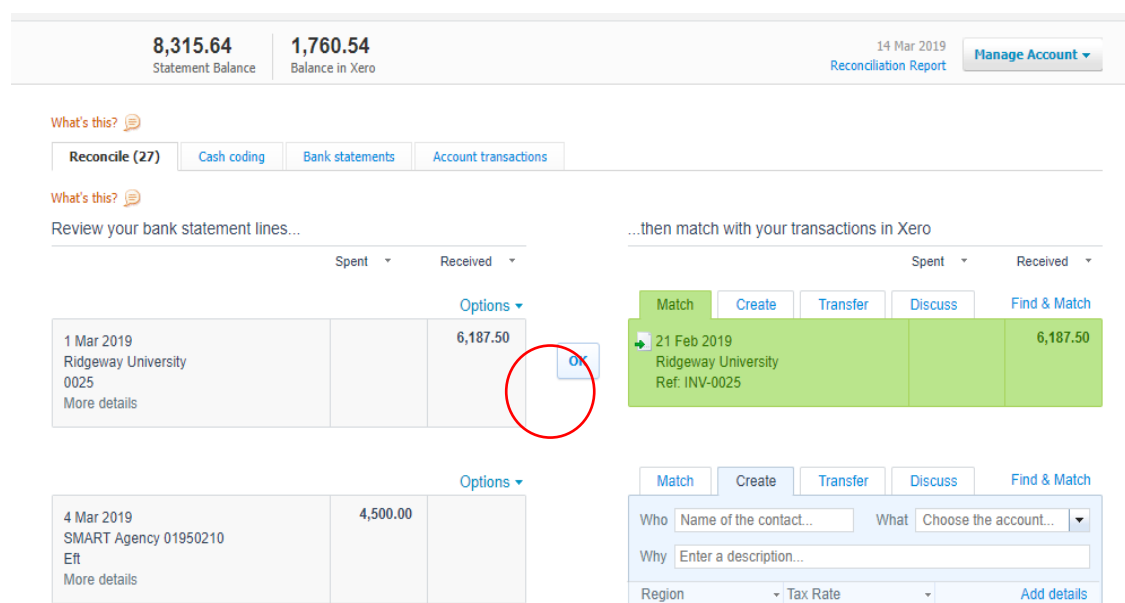 8,315.64 1,760.54
Statement Balance Balance in Xero
14 Mar 2019
Reconciliation Report
Manage Account
What's this?
Reconcile (27) Cash coding Bank statements Account transactions
What's this?
Review your bank statement lines...
...then match with your transactions in Xero
Spent Received
Spent Received
Options
Match Create Transfer Discuss Find & Match
1 Mar 2019 6,187.50
Ridgeway University
0025
More details
OK
21 Feb 2019 6,187.50
Ridgeway University
Ref: INV-0025
Options
Match Create Transfer Discuss Find & Match
4 Mar 2019 4,500.00
SMART Agency 01950210
Eft
More details
Who Name of the contact... What Choose the account...
Why Enter a description...
Region Tax Rate Add details